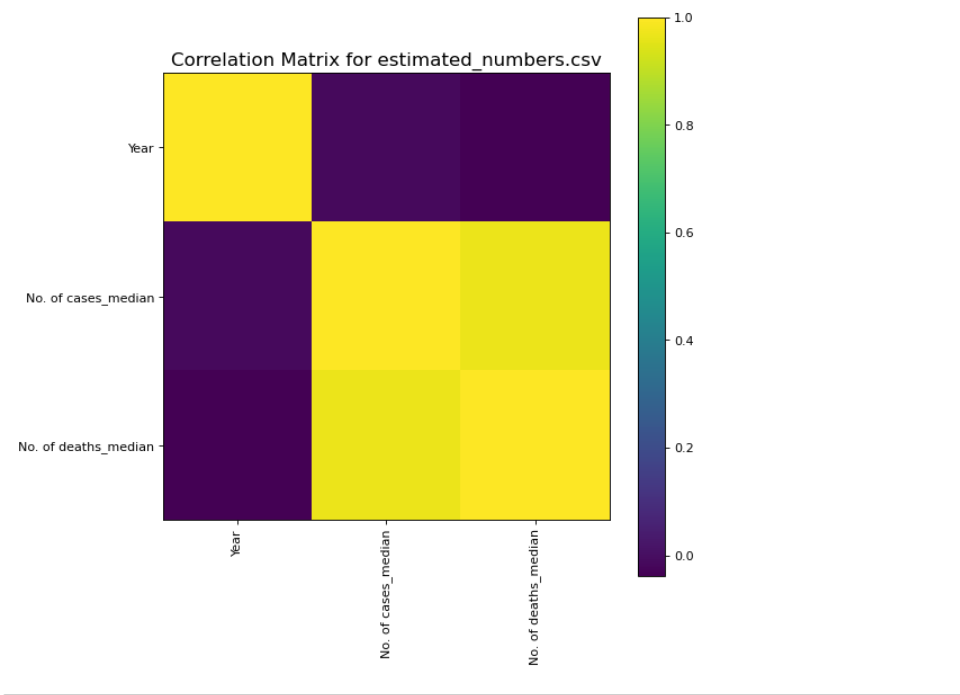 Correlation Matrix for estimated_numbers.csv
Year
No. of cases_median
No. of deaths_median
Year
No. of cases_median
No. of deaths_median
1.0
0.8
0.6
0.4
0.2
0.0